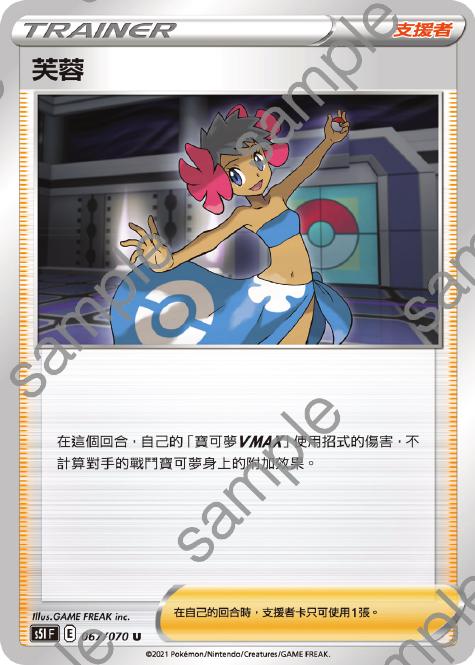 TRAINER 支援者
芙蓉
在這個回合，自己的「寶可夢VMAX」使用招式的傷害，不
計算對手的戰鬥寶可夢身上的附加效果。
Illus.GAME FREAK inc.
s5I F E 067/070 U
在自己的回合時，支援者卡只可使用1張。
©2021 Pokémon/Nintendo/Creatures/GAME FREAK.
sample
sample
sample
sample
sample
sample